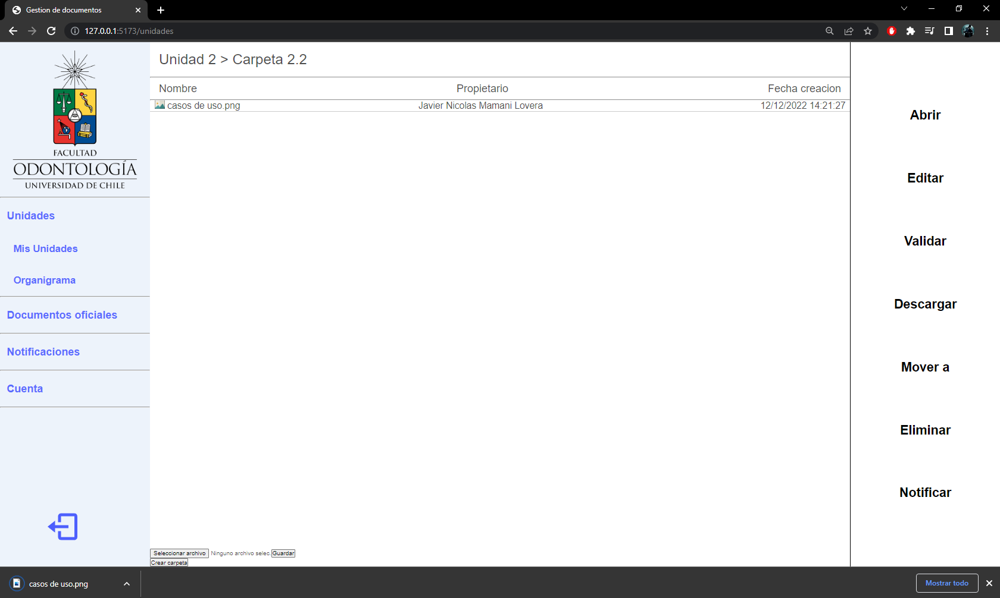 Gestion de documentos
127.0.0.1:5173/unidades
FACULTAD
ODONTOLOGÍA
UNIVERSIDAD DE CHILE
Unidades
Mis Unidades
Organigrama
Documentos oficiales
Notificaciones
Cuenta
Unidad 2 > Carpeta 2.2
Nombre Propietario Fecha creacion
casos de uso.png Javier Nicolas Mamani Lovera 12/12/2022 14:21:27
Seleccionar archivo Ninguno archivo selec. Guardar
Crear carpeta
Abrir
Editar
Validar
Descargar
Mover a
Eliminar
Notificar
casos de uso.png
Mostrar todo